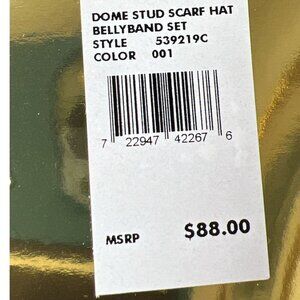 DOME STUD SCARF HAT
BELLYBAND SET
STYLE 539219C
COLOR 001
7 22947 42267 6
MSRP $88.00